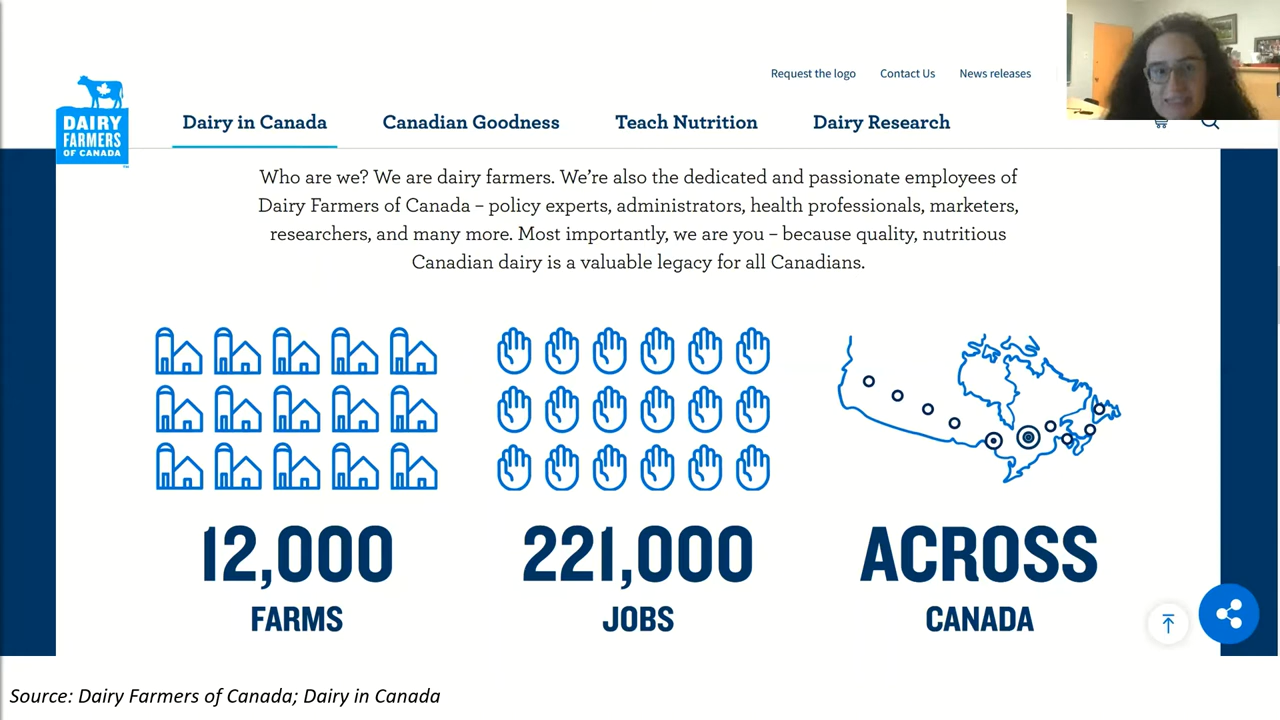 Request the logo Contact Us News releases
DAIRY
FARMERS
OF CANADA
Dairy in Canada Canadian Goodness Teach Nutrition Dairy Research
Who are we? We are dairy farmers. We’re also the dedicated and passionate employees of
Dairy Farmers of Canada – policy experts, administrators, health professionals, marketers,
researchers, and many more. Most importantly, we are you – because quality, nutritious
Canadian dairy is a valuable legacy for all Canadians.
12,000
FARMS
221,000
JOBS
ACROSS
CANADA
Source: Dairy Farmers of Canada; Dairy in Canada